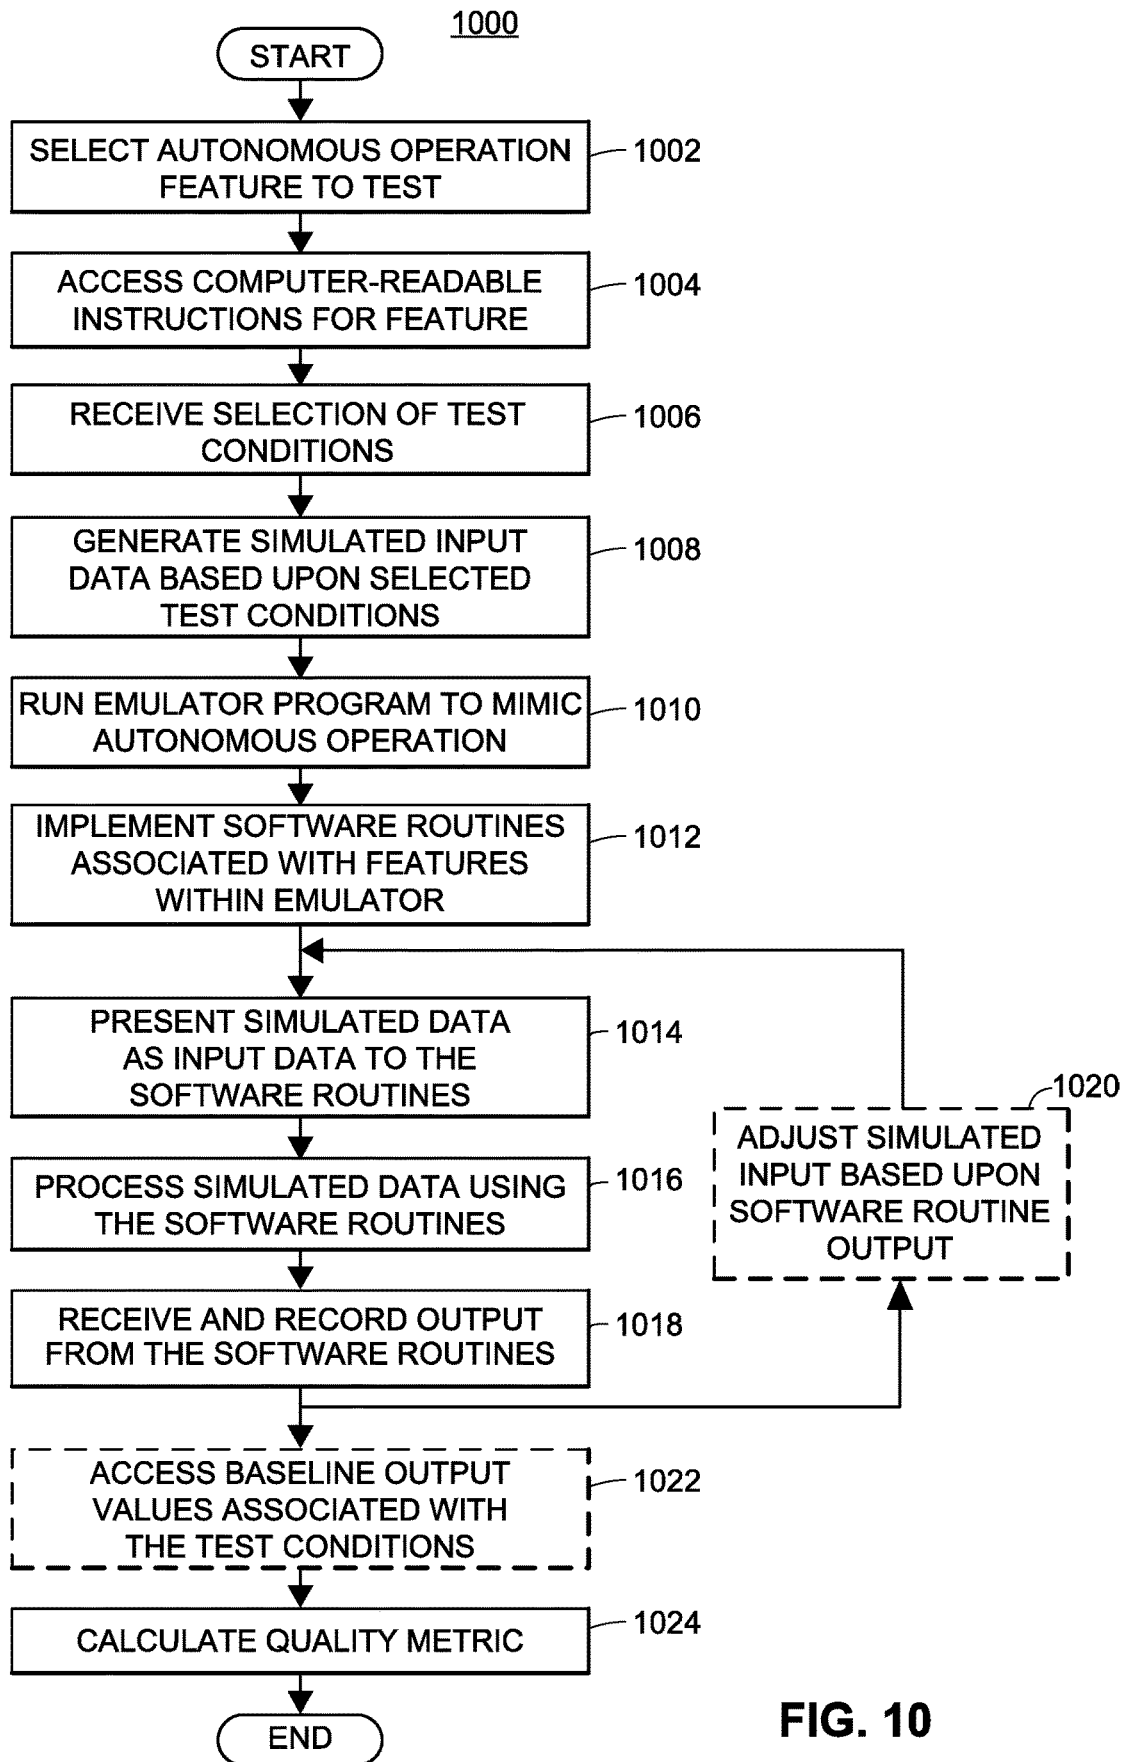 1000
START
SELECT AUTONOMOUS OPERATION
FEATURE TO TEST
1002
ACCESS COMPUTER-READABLE
INSTRUCTIONS FOR FEATURE
1004
RECEIVE SELECTION OF TEST
CONDITIONS
1006
GENERATE SIMULATED INPUT
DATA BASED UPON SELECTED
TEST CONDITIONS
1008
RUN EMULATOR PROGRAM TO MIMIC
AUTONOMOUS OPERATION
1010
IMPLEMENT SOFTWARE ROUTINES
ASSOCIATED WITH FEATURES
WITHIN EMULATOR
1012
PRESENT SIMULATED DATA
AS INPUT DATA TO THE
SOFTWARE ROUTINES
1014
PROCESS SIMULATED DATA USING
THE SOFTWARE ROUTINES
1016
RECEIVE AND RECORD OUTPUT
FROM THE SOFTWARE ROUTINES
1018
1020
ADJUST SIMULATED
INPUT BASED UPON
SOFTWARE ROUTINE
OUTPUT
ACCESS BASELINE OUTPUT
VALUES ASSOCIATED WITH
THE TEST CONDITIONS
1022
CALCULATE QUALITY METRIC
1024
END
FIG. 10